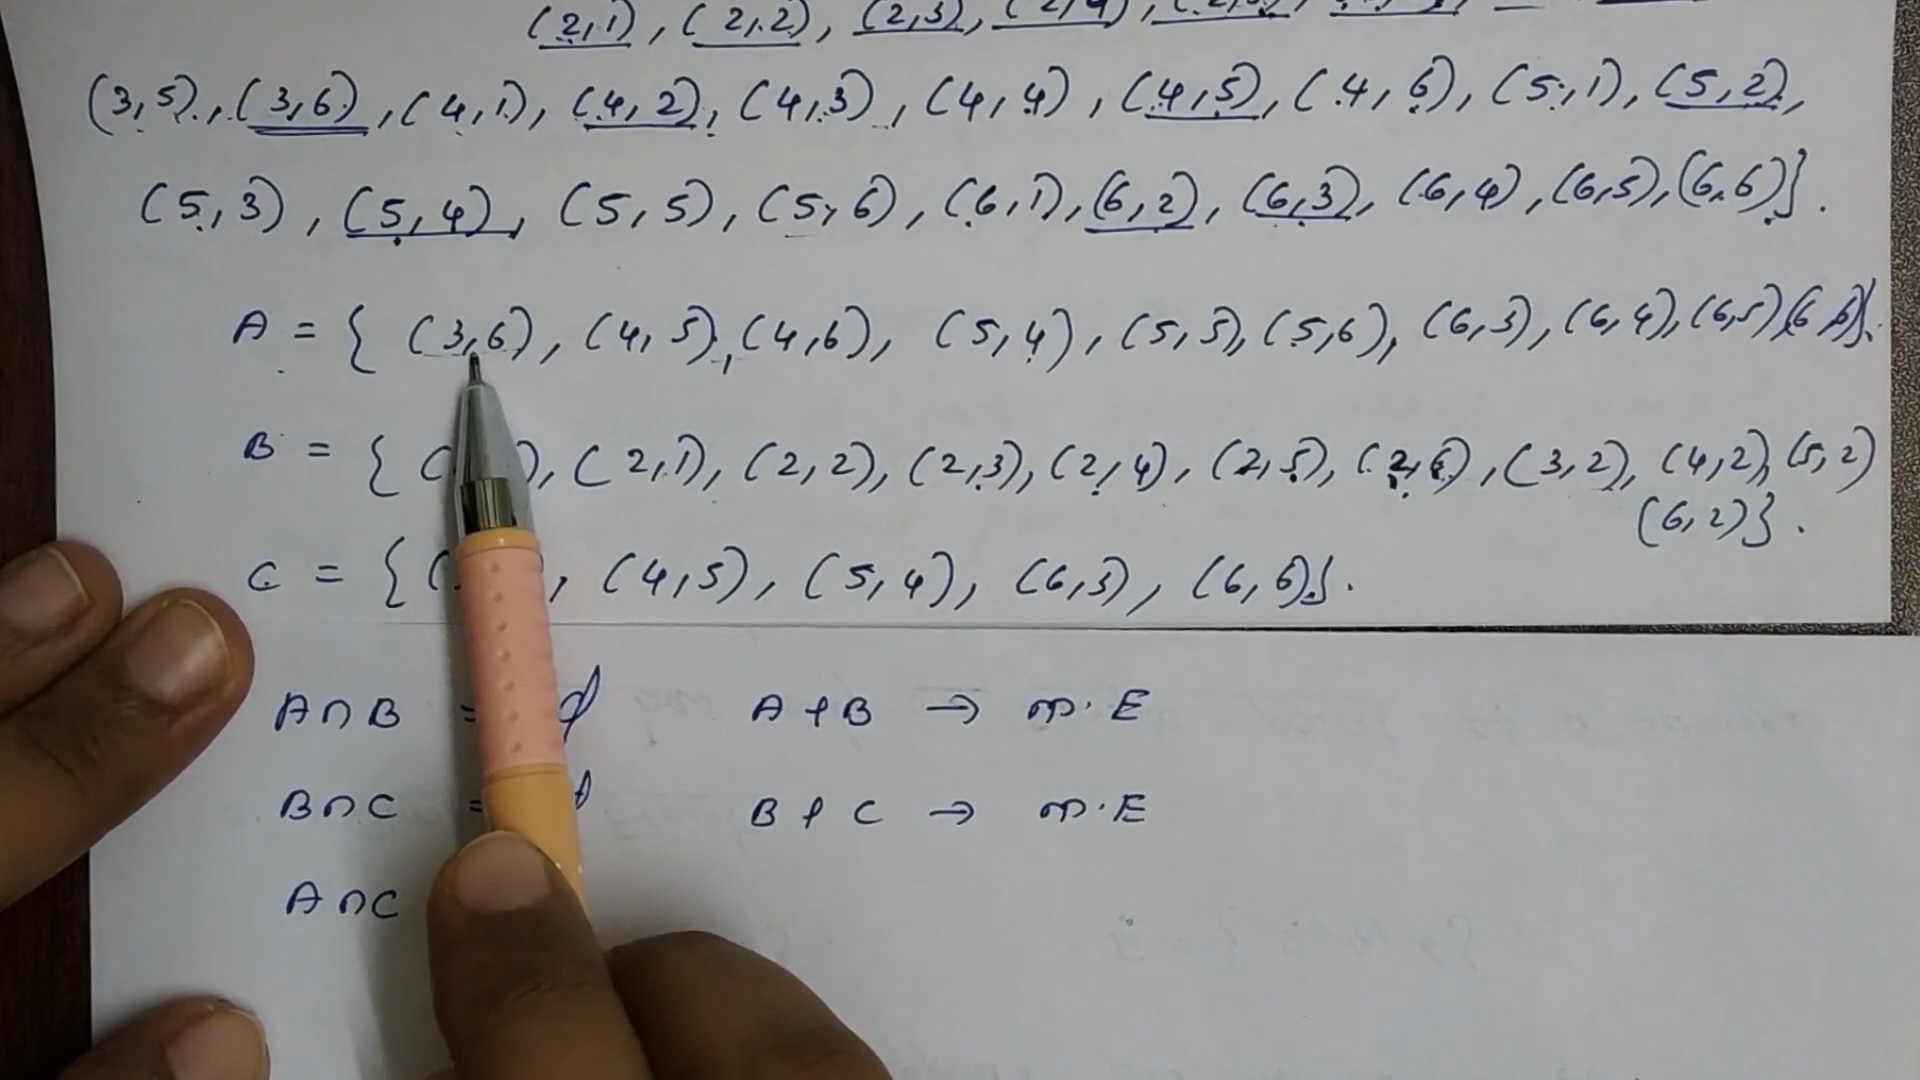 (2,1), (2,2), (2,3), (2,4),
(3,5), (3,6), (4,1), (4,2), (4,3), (4,4), (4,5), (4,6), (5,1), (5,2),
(5,3), (5,4), (5,5), (5,6), (6,1), (6,2), (6,3), (6,4), (6,5), (6,6)}.
A = { (3,6), (4,5), (4,6), (5,4), (5,5), (5,6), (6,3), (6,4), (6,5) (6,6)}.
B = { ( ), (2,1), (2,2), (2,3), (2,4), (2,5), (2,6), (3,2), (4,2), (5,2)
(6,2)}.
C = { ( , (4,5), (5,4), (6,3), (6,6)}.
A∩B = ϕ A & B → M.E
B∩C = B & C → M.E
A∩C